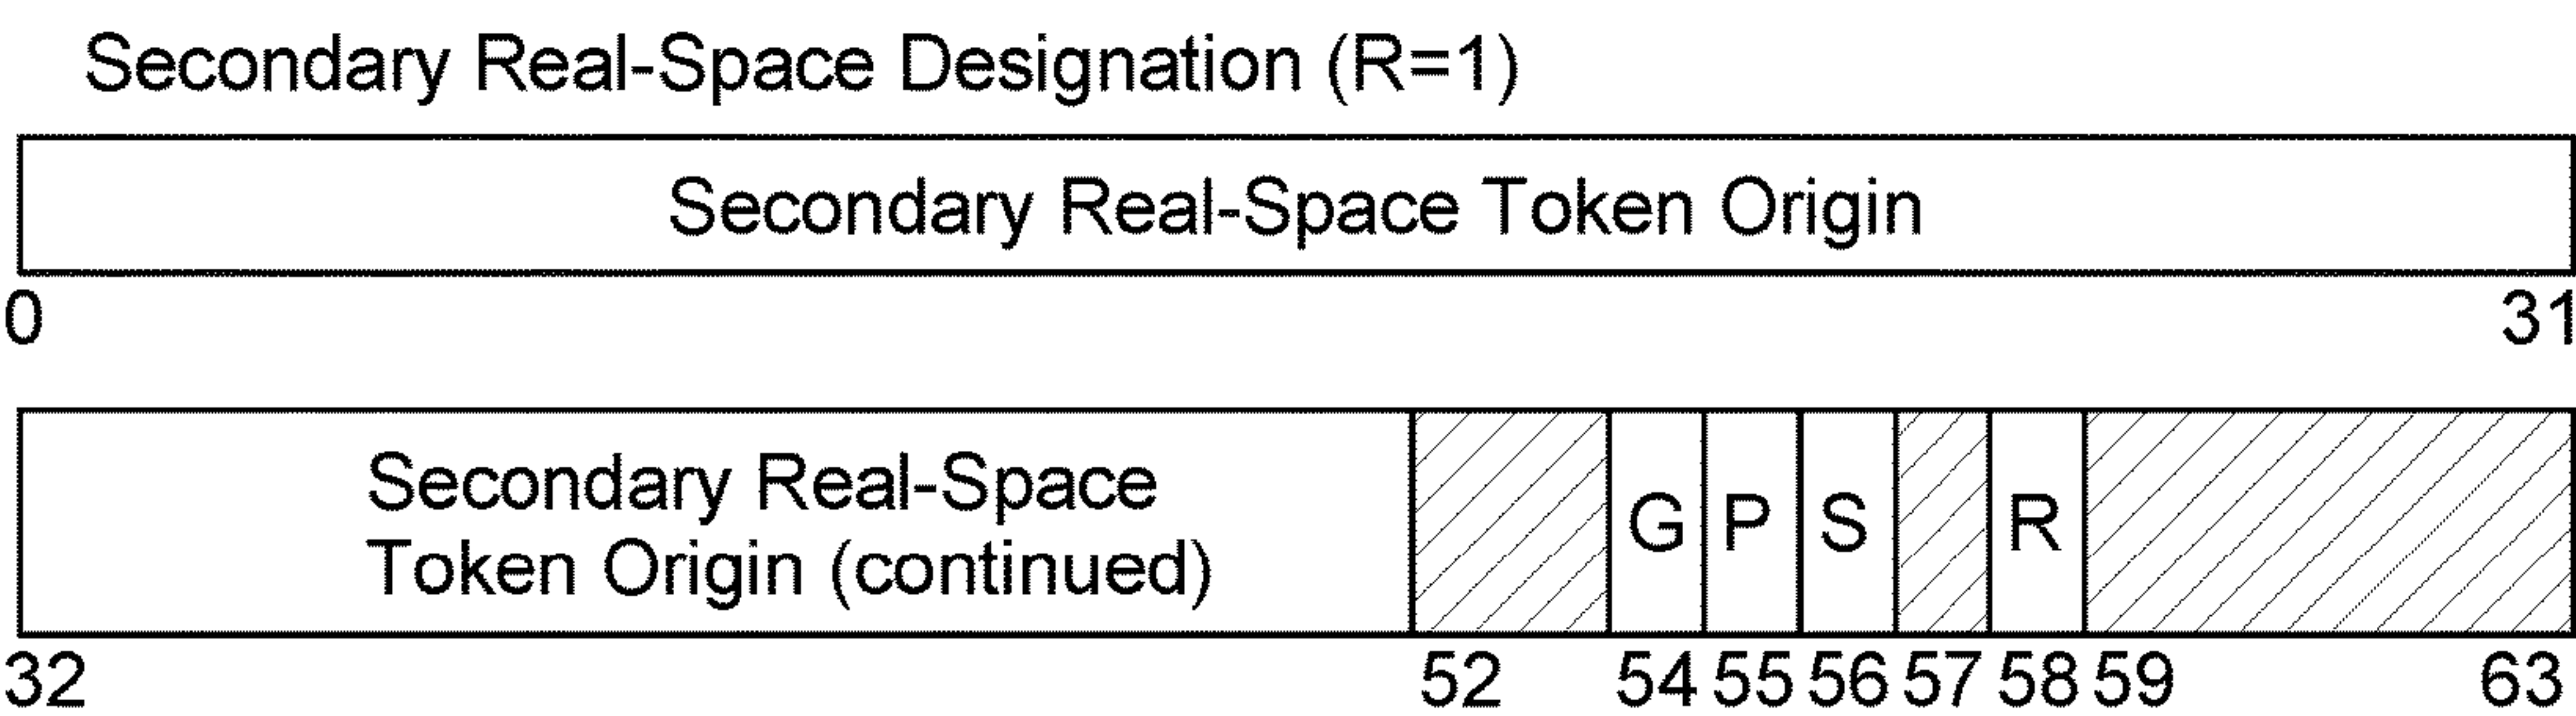 Secondary Real-Space Designation (R=1)
Secondary Real-Space Token Origin
0 31
Secondary Real-Space
Token Origin (continued)
G P S R
32 52 54 55 56 57 58 59 63